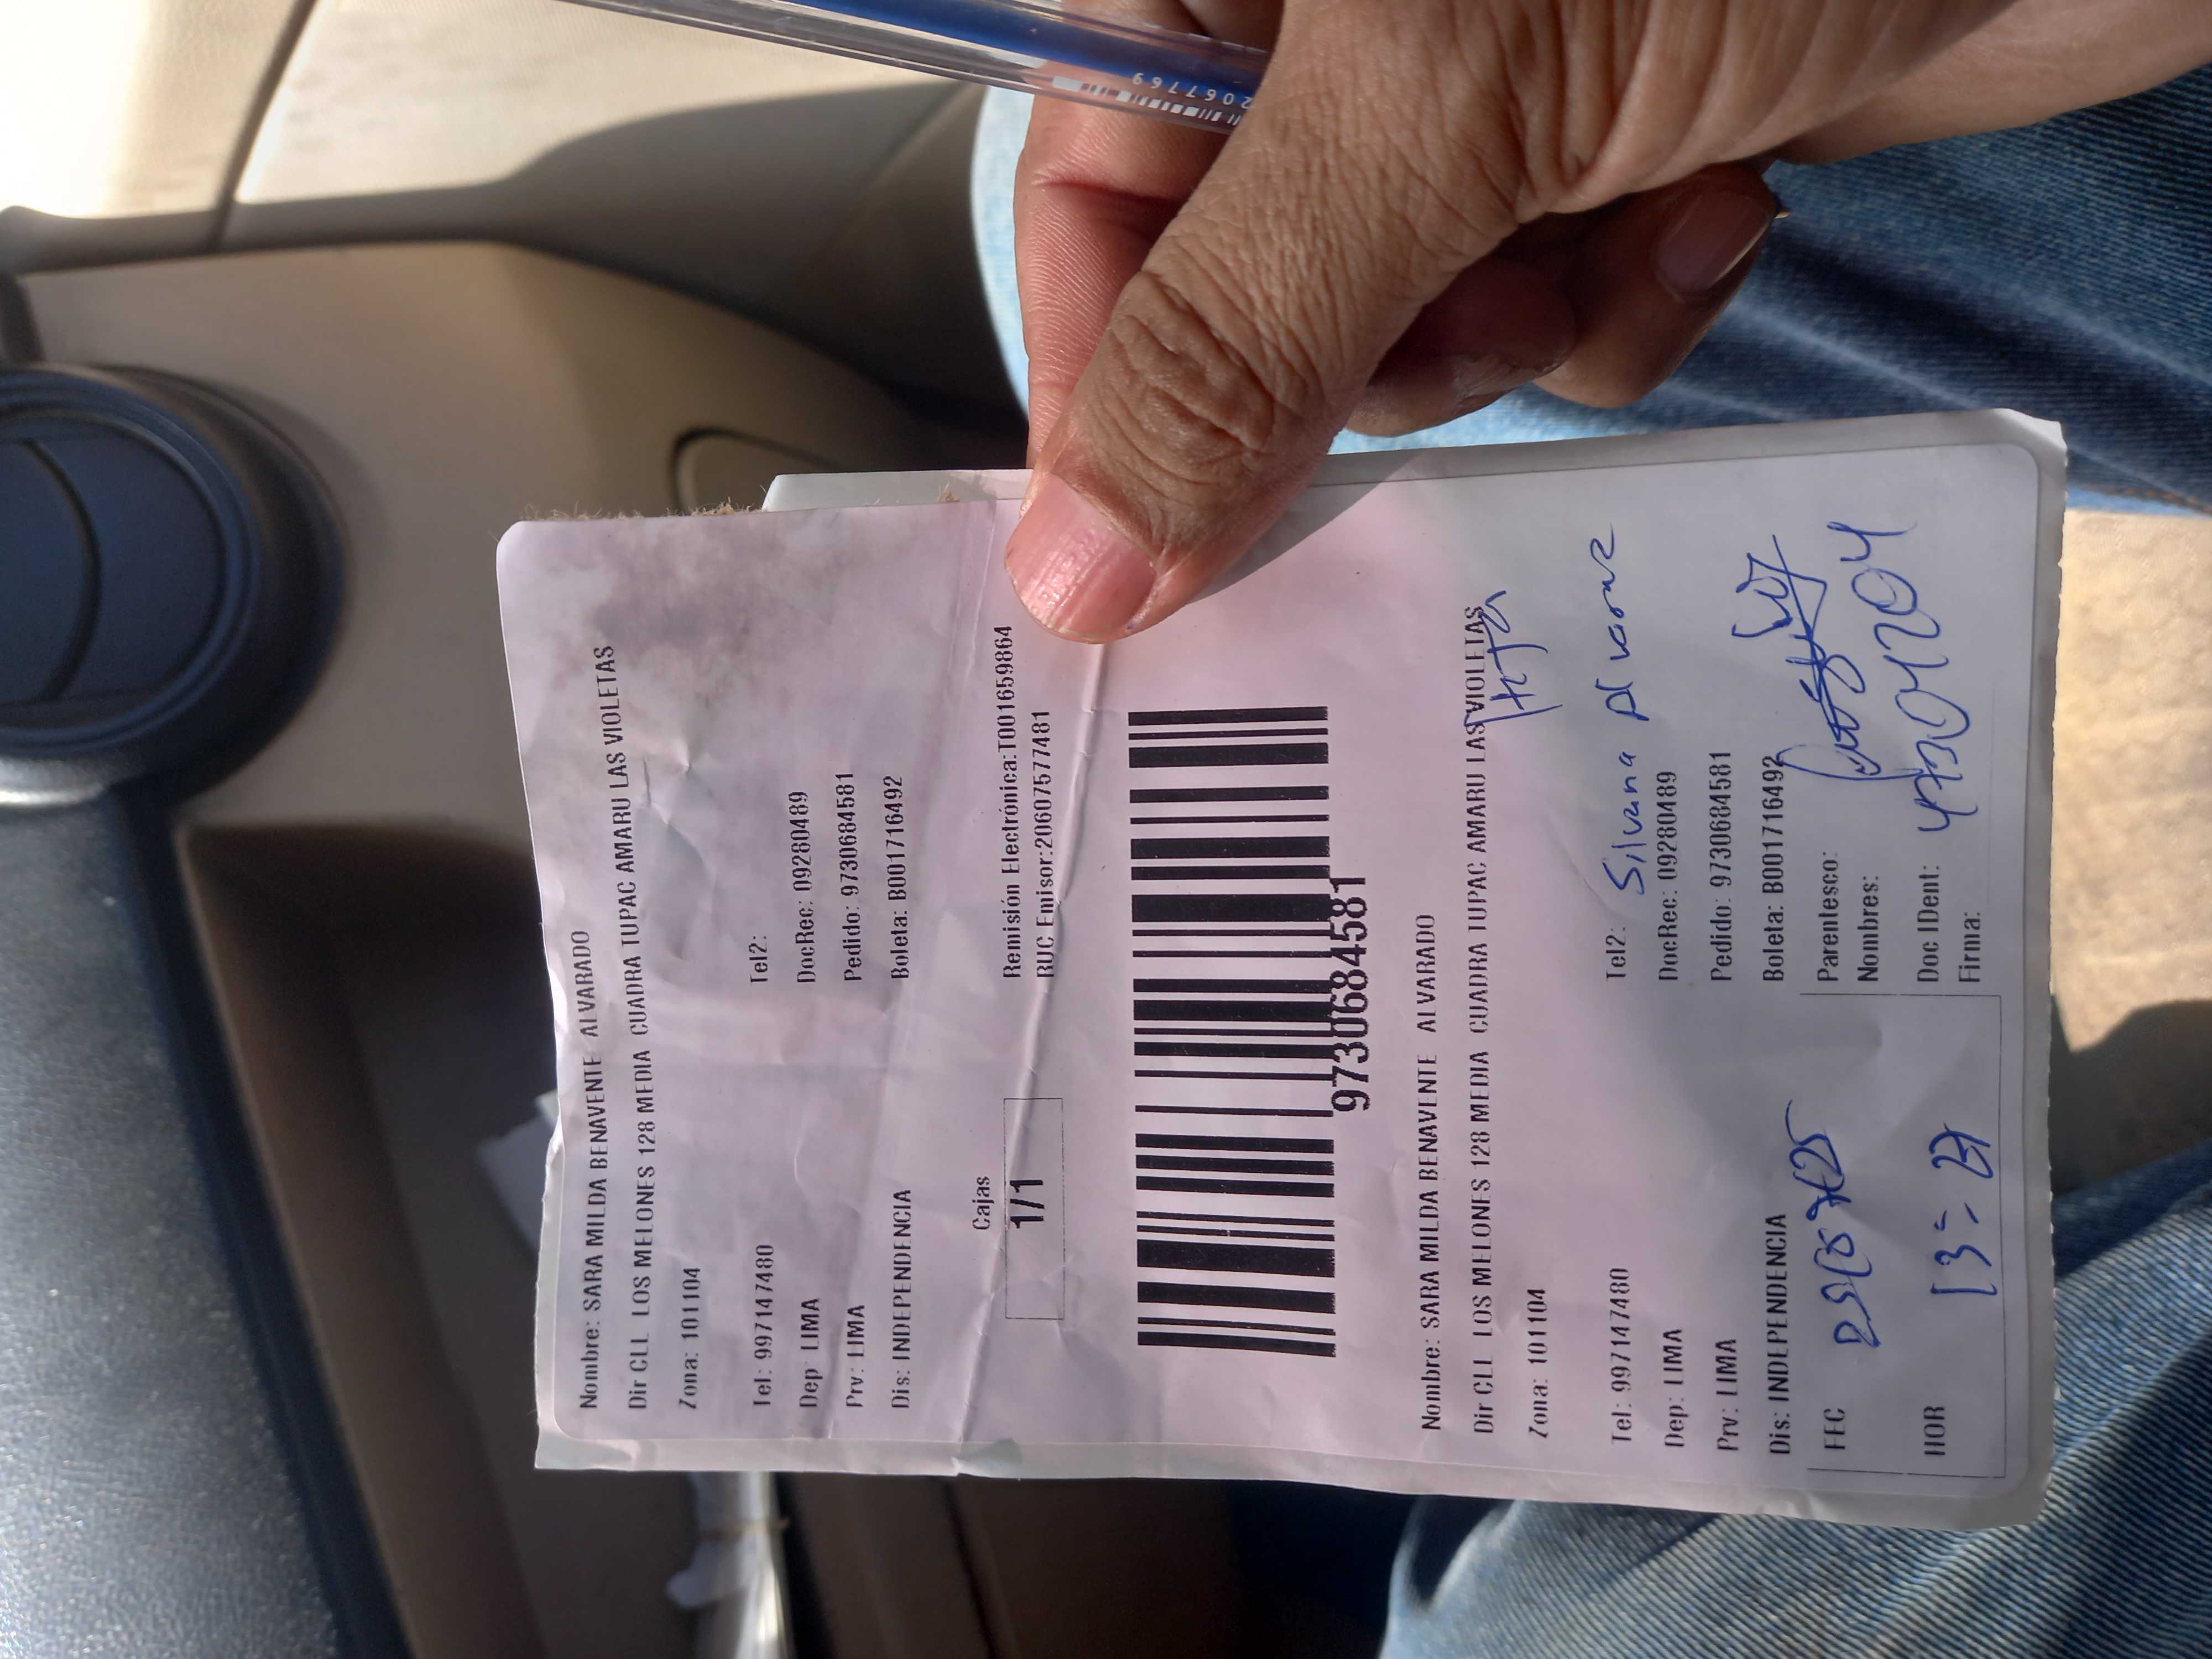 Nombre: SARA MILDA BENAVENTE ALVARADO
Dir CLL LOS MELONES 128 MEDIA CUADRA TUPAC AMARU LAS VIOLETAS
Zona: 101104
Tel: 997147480 Tel2:
Dep: LIMA DocRec: 09280489
Prv: LIMA Pedido: 9730684581
Dis: INDEPENDENCIA Boleta: B001716492
Cajas
1/1
Remisión Electrónica:T001659864
RUC Emisor:20607577481
9730684581
Nombre: SARA MILDA BENAVENTE ALVARADO
Dir CLL LOS MELONES 128 MEDIA CUADRA TUPAC AMARU LAS VIOLETAS
Hta
Zona: 101104
Silvana Alvarez
Tel: 997147480 Tel2:
Dep: LIMA DocRec: 09280489
Prv: LIMA Pedido: 9730684581
Dis: INDEPENDENCIA Boleta: B001716492
FEC Parentesco:
Nombres:
HOR Doc IDent:
Firma:
2067769